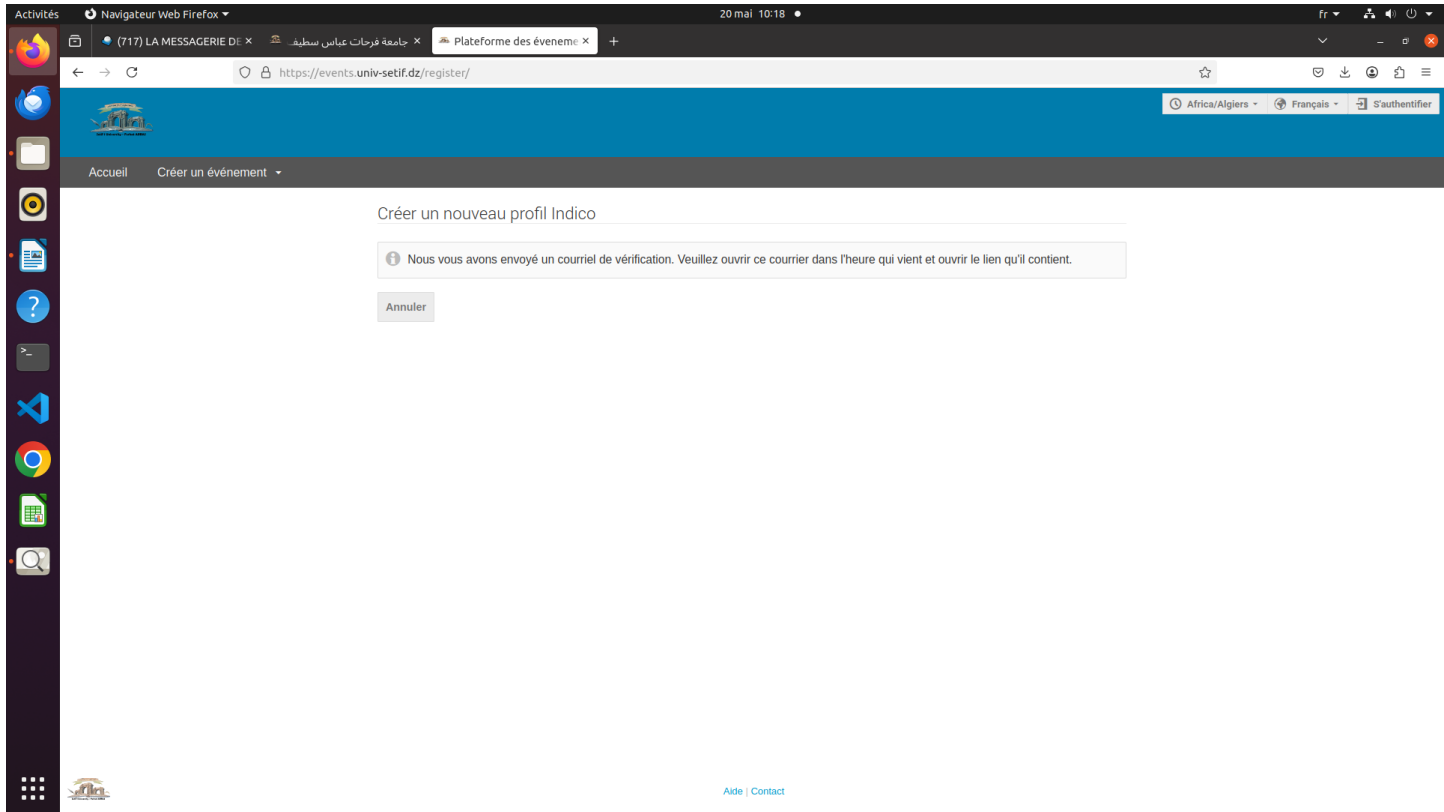 Activités Navigateur Web Firefox 20 mai 10:18 fr
(717) LA MESSAGERIE DE جامعة فرحات عباس سطيف Plateforme des éveneme
https://events.univ-setif.dz/register/
Africa/Algiers Français S'authentifier
Accueil Créer un événement
Créer un nouveau profil Indico
Nous vous avons envoyé un courriel de vérification. Veuillez ouvrir ce courrier dans l'heure qui vient et ouvrir le lien qu'il contient.
Annuler
Aide | Contact